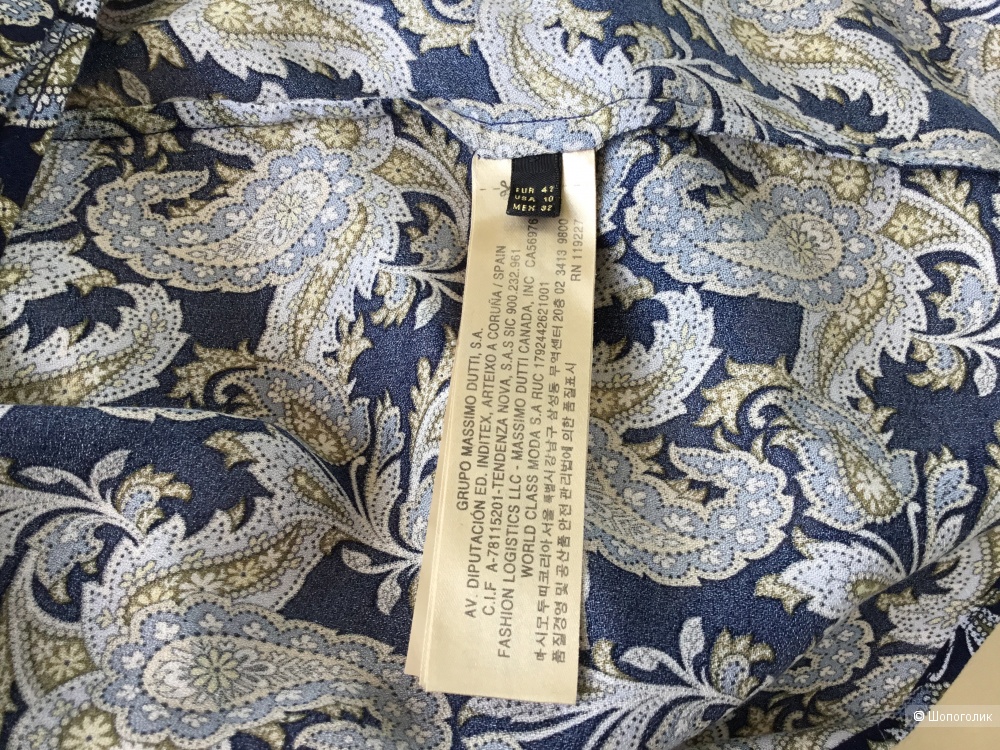 EUR 42
USA 10
MEX 32
GRUPO MASSIMO DUTTI, S.A.
AV. DIPUTACIÓN ED. INDITEX, ARTEIXO A CORUÑA / SPAIN
C.I.F A-78115201-TENDENZA NOVA, S.A.S SIC 900.232.961
FASHION LOGISTICS LLC - MASSIMO DUTTI CANADA, INC CA56976
WORLD CLASS MODA S.A RUC 1792442621001
마시모두띠코리아 서울 특별시 강남구 삼성동 무역센터 20층 02 3413 9800
품질경영 및 공산품 안전 관리법에 의한 품질표시 RN 119227
© Шопоголик